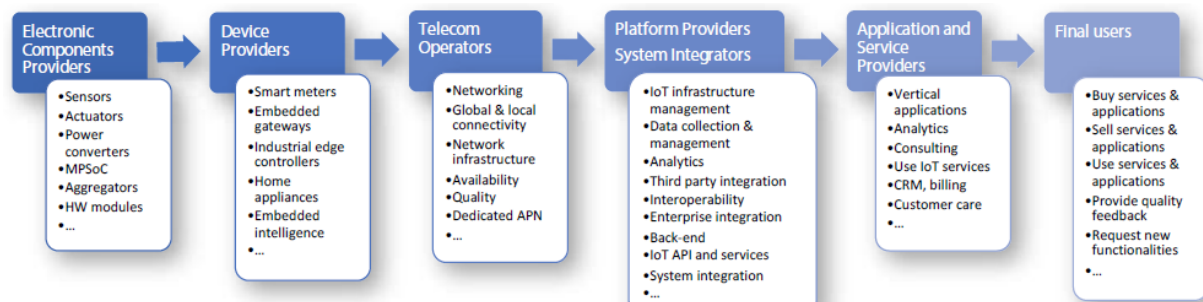 Electronic
Components
Providers
•Sensors
•Actuators
•Power
converters
•MPSoC
•Aggregators
•HW modules
•...
Device
Providers
•Smart meters
•Embedded
gateways
•Industrial edge
controllers
•Home
appliances
•Embedded
intelligence
•...
Telecom
Operators
•Networking
•Global & local
connectivity
•Network
infrastructure
•Availability
•Quality
•Dedicated APN
•...
Platform Providers
System Integrators
•IoT infrastructure
management
•Data collection &
management
•Analytics
•Third party integration
•Interoperability
•Enterprise integration
•Back-end
•IoT API and services
•System integration
•...
Application and
Service
Providers
•Vertical
applications
•Analytics
•Consulting
•Use IoT services
•CRM, billing
•Customer care
•...
Final users
•Buy services &
applications
•Sell services &
applications
•Use services &
applications
•Provide quality
feedback
•Request new
functionalities
•...